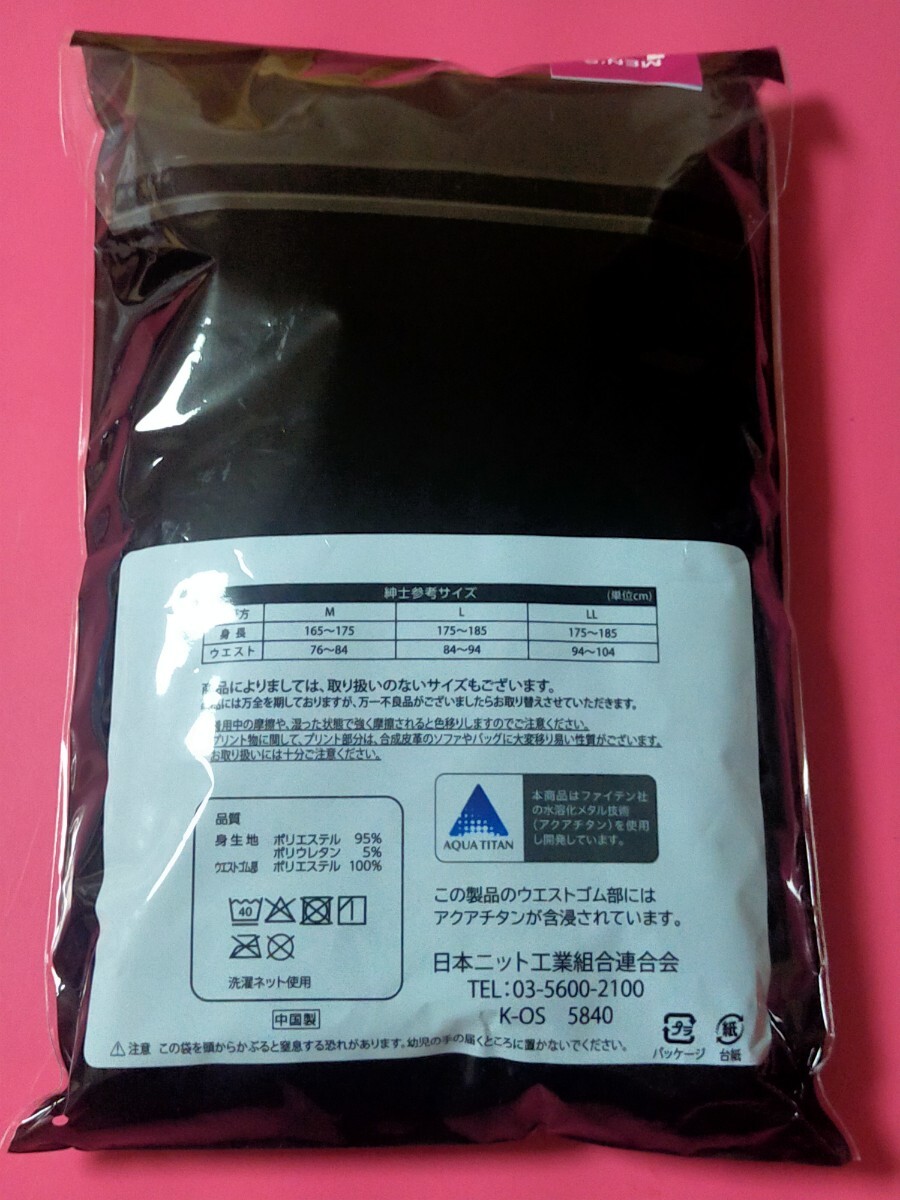 紳士参考サイズ (単位cm)
方 M L LL
身長 165〜175 175〜185 175〜185
ウエスト 76〜84 84〜94 94〜104
商品によりましては、取り扱いのないサイズもございます。
品には万全を期しておりますが、万一不良品がございましたらお取り替えさせていただきます。
着用中の摩擦や、湿った状態で強く摩擦されると色移りしますのでご注意ください。
プリント物に関して、プリント部分は、合成皮革のソファやバッグに大変移り易い性質がございます。
お取り扱いには十分ご注意ください。
品質
身生地 ポリエステル 95%
ポリウレタン 5%
ウエストゴム部 ポリエステル 100%
40
洗濯ネット使用
中国製
AQUA TITAN
本商品はファイテン社
の水溶化メタル技術
(アクアチタン)を使用
し開発しています。
この製品のウエストゴム部には
アクアチタンが含浸されています。
日本ニット工業組合連合会
TEL:03-5600-2100
K-OS 5840
プラ
パッケージ
紙
台紙
⚠注意 この袋を頭からかぶると窒息する恐れがあります。幼児の手の届くところに置かないでください。